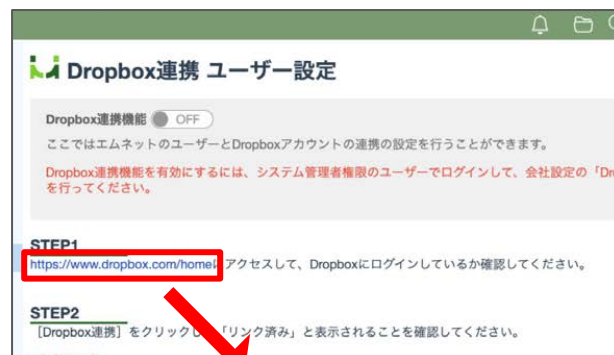 Dropbox連携 ユーザー設定
Dropbox連携機能 OFF
ここではエムネットのユーザーとDropboxアカウントの連携の設定を行うことができます。
Dropbox連携機能を有効にするには、システム管理者権限のユーザーでログインして、会社設定の「Dr
を行ってください。
STEP1
https://www.dropbox.com/homeにアクセスして、Dropboxにログインしているか確認してください。
STEP2
［Dropbox連携］をクリックし 「リンク済み」と表示されることを確認してください。